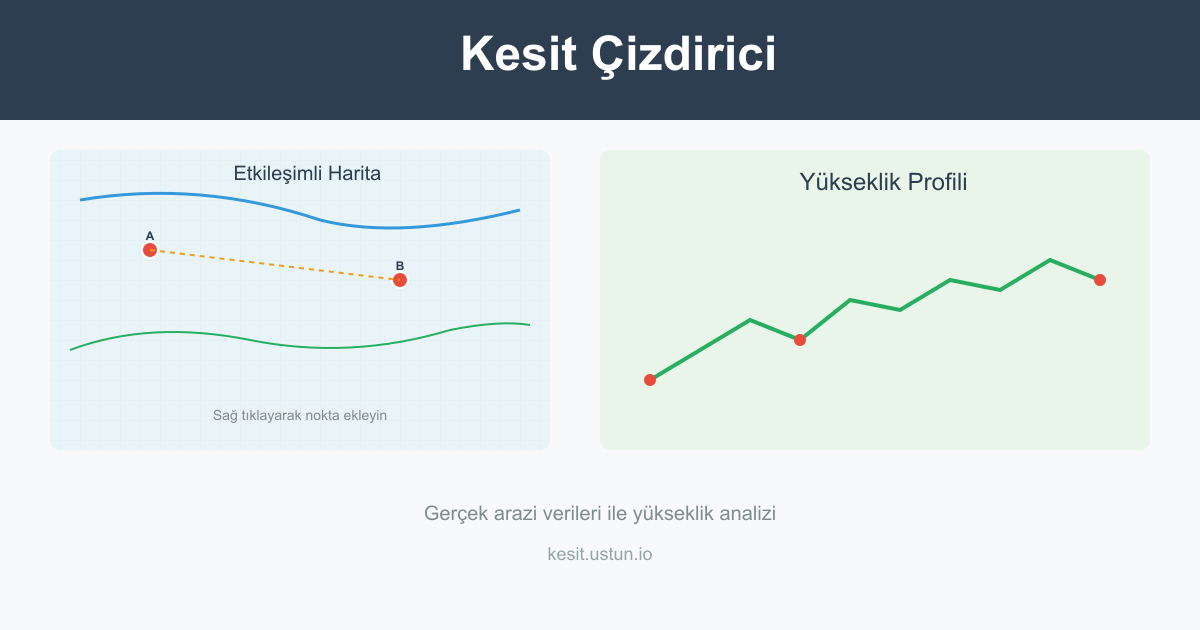 Kesit Çizdirici
Etkileşimli Harita
A
B
Sağ tıklayarak nokta ekleyin
Yükseklik Profili
Gerçek arazi verileri ile yükseklik analizi
kesit.ustun.io